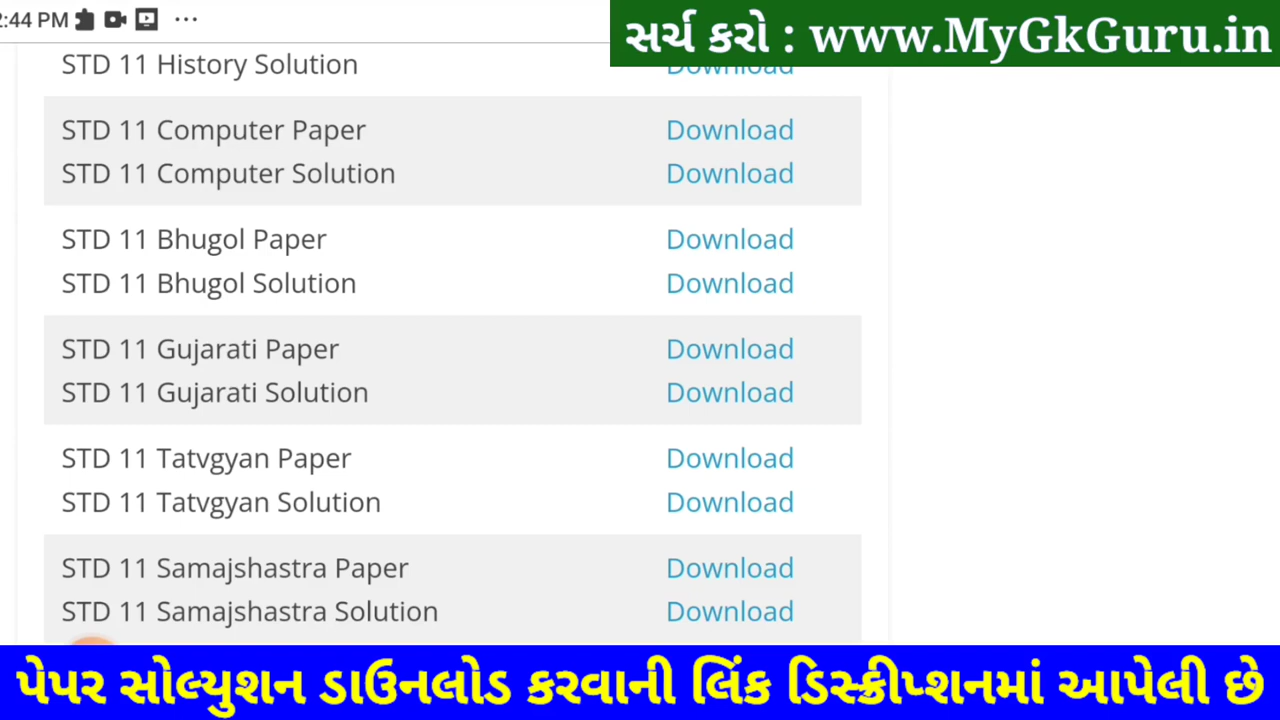 2:44 PM
સર્ચ કરો : www.MyGkGuru.in
STD 11 History Solution Download
STD 11 Computer Paper Download
STD 11 Computer Solution Download
STD 11 Bhugol Paper Download
STD 11 Bhugol Solution Download
STD 11 Gujarati Paper Download
STD 11 Gujarati Solution Download
STD 11 Tatvgyan Paper Download
STD 11 Tatvgyan Solution Download
STD 11 Samajshastra Paper Download
STD 11 Samajshastra Solution Download
પેપર સોલ્યુશન ડાઉનલોડ કરવાની લિંક ડિસ્ક્રીપ્શનમાં આપેલી છે